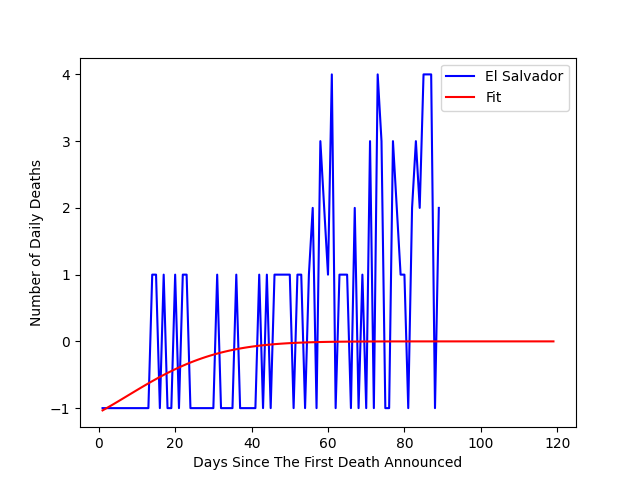 El Salvador
Fit
4
3
2
1
0
−1
Number of Daily Deaths
0 20 40 60 80 100 120
Days Since The First Death Announced